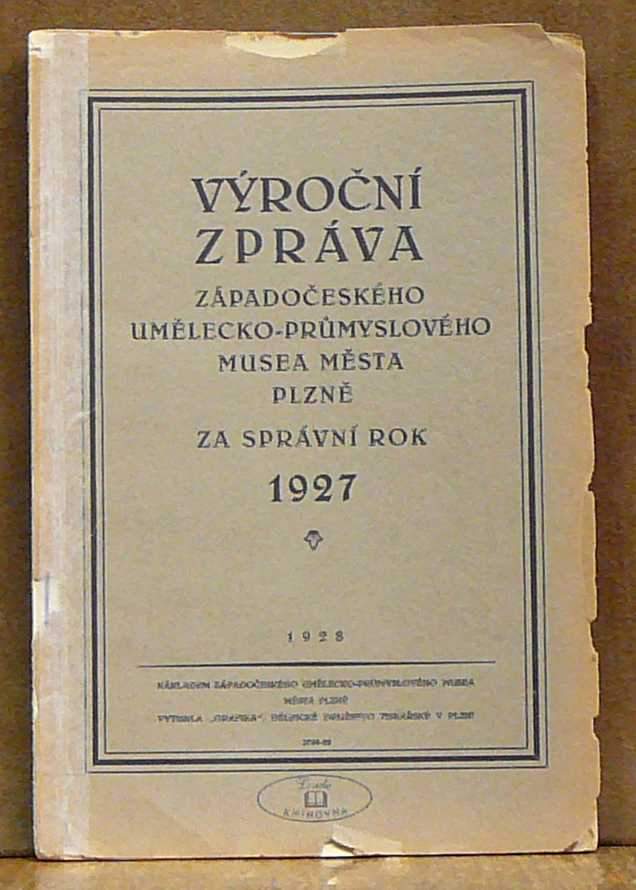 VÝROČNÍ
ZPRÁVA
ZÁPADOČESKÉHO
UMĚLECKO-PRŮMYSLOVÉHO
MUSEA MĚSTA
PLZNĚ
ZA SPRÁVNÍ ROK
1927
1928
NÁKLADEM ZÁPADOČESKÉHO UMĚLECKO-PRŮMYSLOVÉHO MUSEA
MĚSTA PLZNĚ
VYTISKLA „GRAFIKA“, DĚLNICKÉ DRUŽSTVO TISKAŘSKÉ V PLZNI
KNIHOVNA